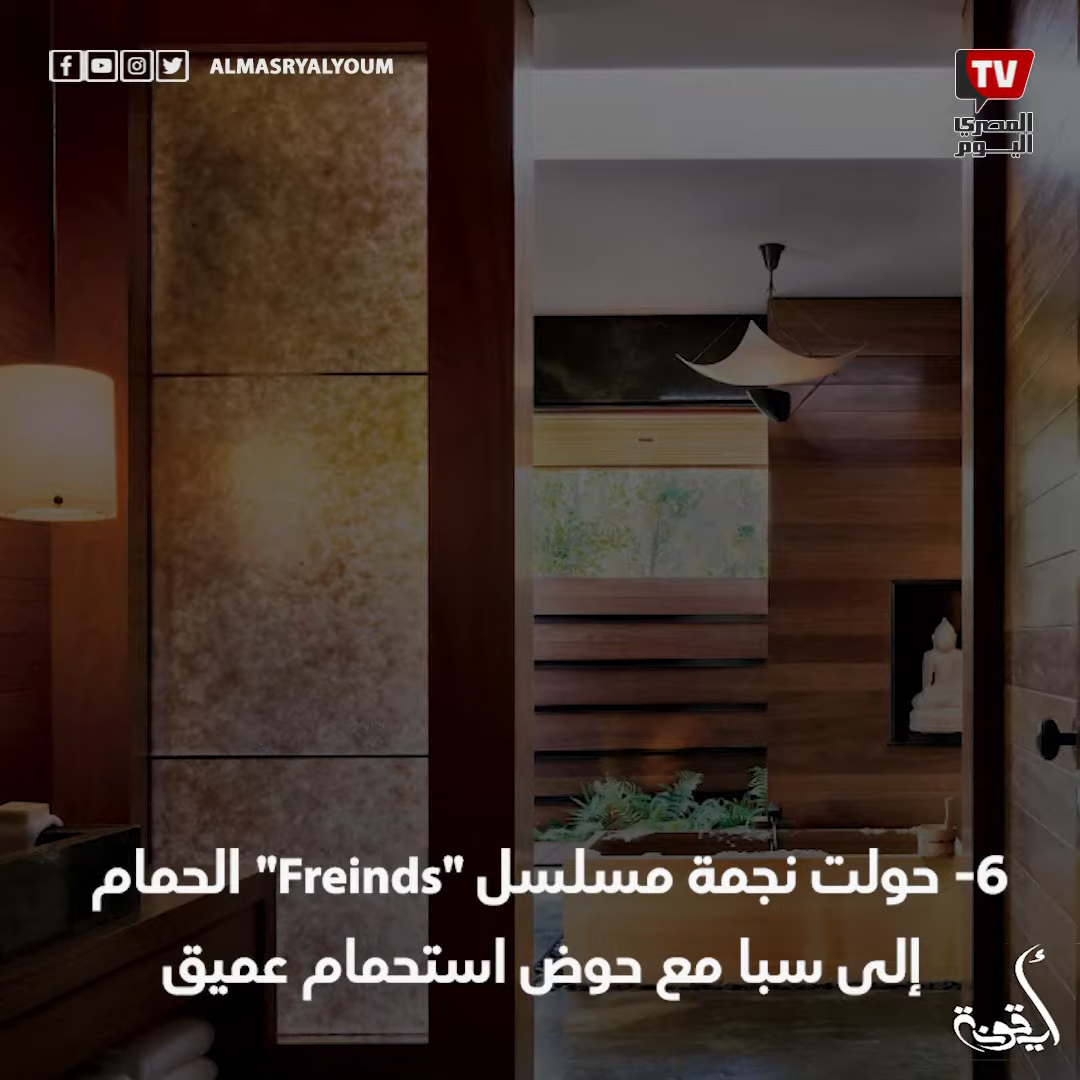 ALMASRYALYOUM
TV
المصري
اليوم
6- حولت نجمة مسلسل "Freinds" الحمام
إلى سبا مع حوض استحمام عميق
أيقونة